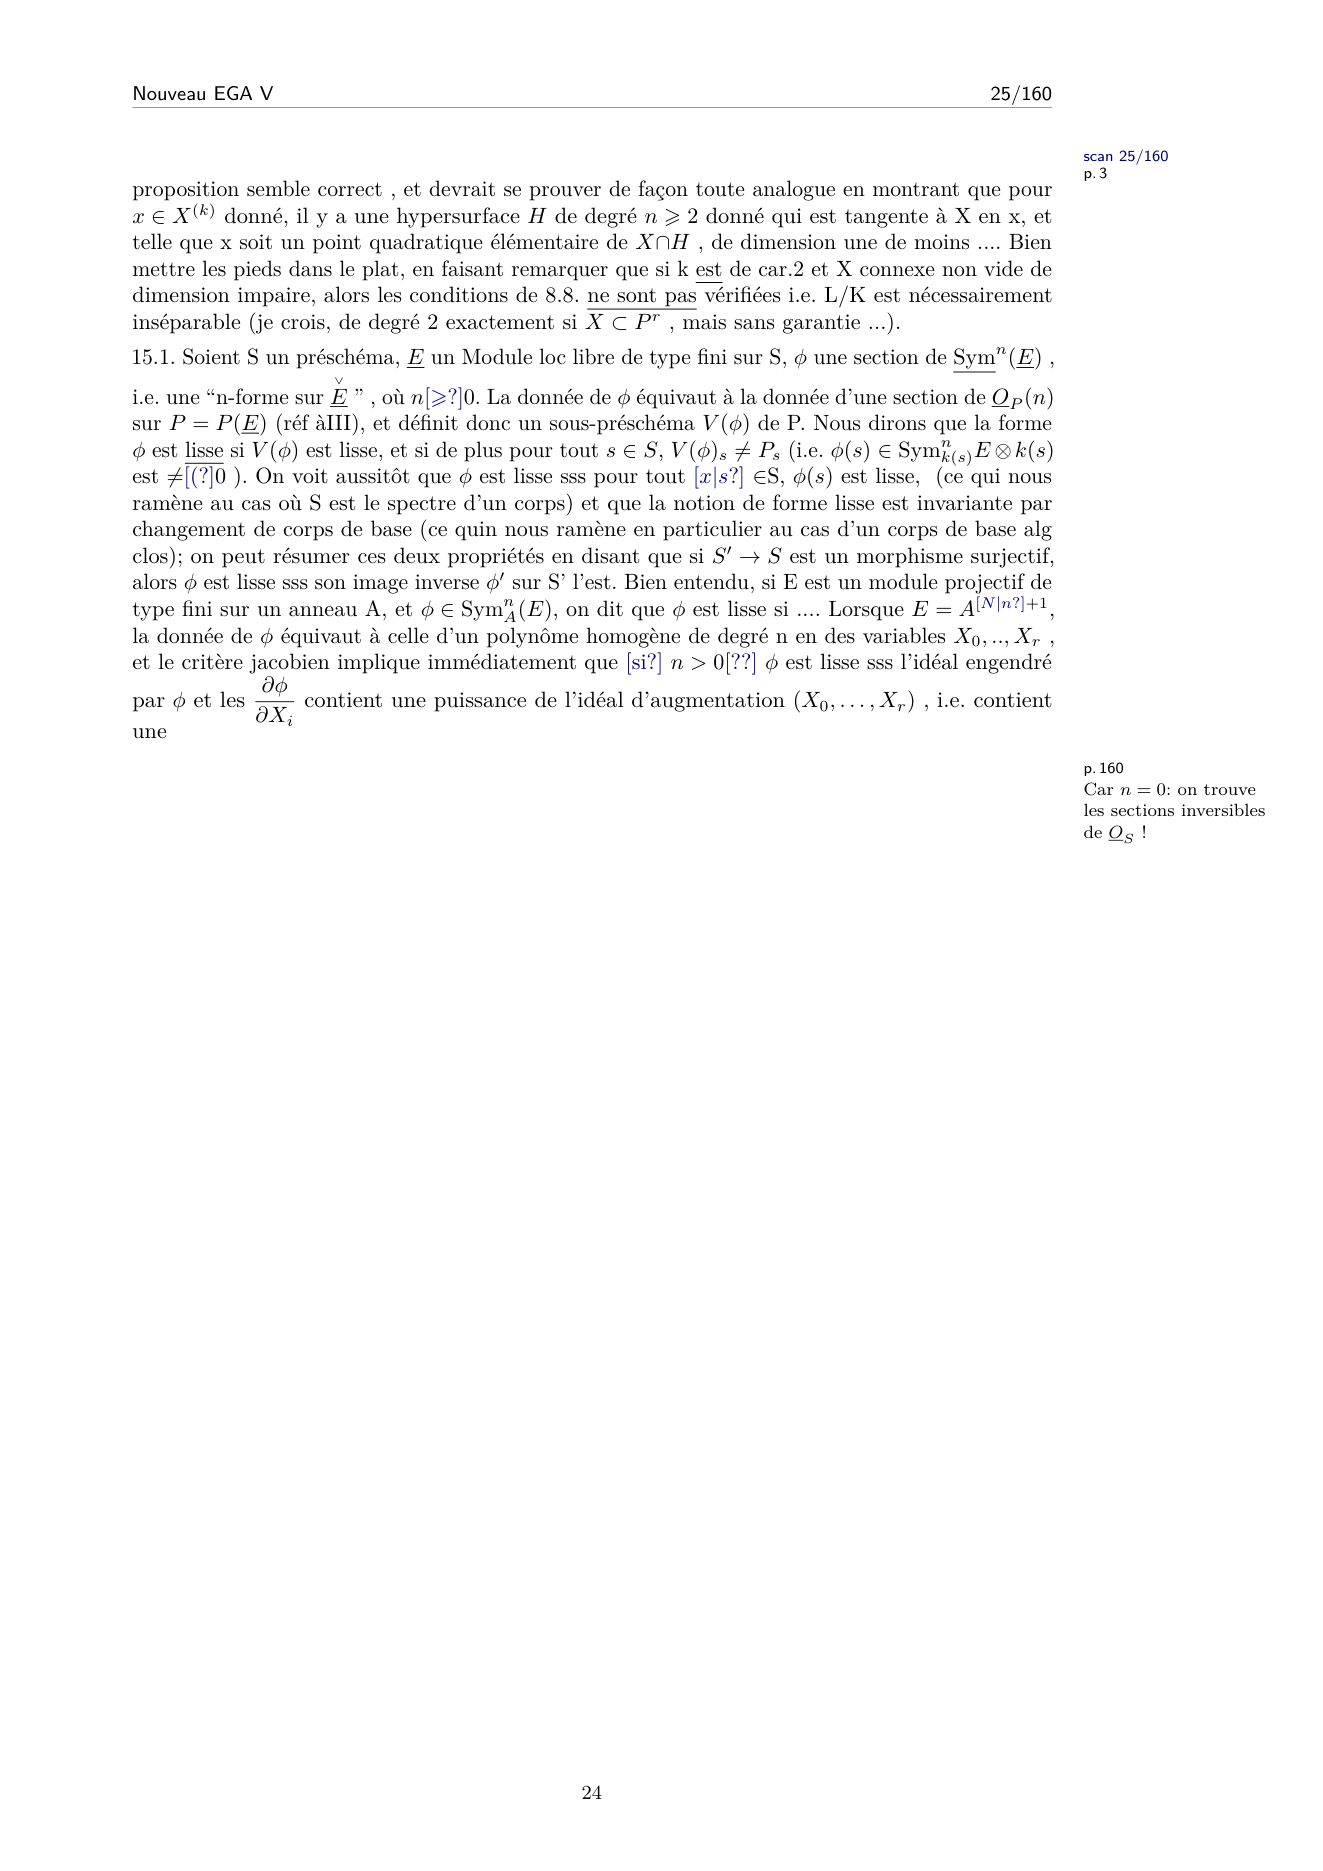 Nouveau EGA V 25/160
scan 25/160
p. 3
proposition semble correct , et devrait se prouver de façon toute analogue en montrant que pour
x ∈ X^(k) donné, il y a une hypersurface H de degré n ⩾ 2 donné qui est tangente à X en x, et
telle que x soit un point quadratique élémentaire de X∩H , de dimension une de moins .... Bien
mettre les pieds dans le plat, en faisant remarquer que si k est de car.2 et X connexe non vide de
dimension impaire, alors les conditions de 8.8. ne sont pas vérifiées i.e. L/K est nécessairement
inséparable (je crois, de degré 2 exactement si X ⊂ P^r , mais sans garantie ...).
15.1. Soient S un préschéma, E un Module loc libre de type fini sur S, ϕ une section de Sym^n(E) ,
i.e. une “n-forme sur Ě ” , où n[⩾?]0. La donnée de ϕ équivaut à la donnée d'une section de O_P(n)
sur P = P(E) (réf àIII), et définit donc un sous-préschéma V(ϕ) de P. Nous dirons que la forme
ϕ est lisse si V(ϕ) est lisse, et si de plus pour tout s ∈ S, V(ϕ)_s ≠ P_s (i.e. ϕ(s) ∈ Sym^n_k(s) E ⊗ k(s)
est ≠[(?]0 ). On voit aussitôt que ϕ est lisse sss pour tout [x|s?] ∈S, ϕ(s) est lisse, (ce qui nous
ramène au cas où S est le spectre d'un corps) et que la notion de forme lisse est invariante par
changement de corps de base (ce quin nous ramène en particulier au cas d'un corps de base alg
clos); on peut résumer ces deux propriétés en disant que si S′ → S est un morphisme surjectif,
alors ϕ est lisse sss son image inverse ϕ′ sur S' l'est. Bien entendu, si E est un module projectif de
type fini sur un anneau A, et ϕ ∈ Sym^n_A(E), on dit que ϕ est lisse si .... Lorsque E = A^[N|n?]+1,
la donnée de ϕ équivaut à celle d'un polynôme homogène de degré n en des variables X_0, .., X_r ,
et le critère jacobien implique immédiatement que [si?] n > 0[??] ϕ est lisse sss l'idéal engendré
par ϕ et les ∂ϕ/∂X_i contient une puissance de l'idéal d'augmentation (X_0, . . . , X_r) , i.e. contient
une
p. 160
Car n = 0: on trouve
les sections inversibles
de O_S !
24